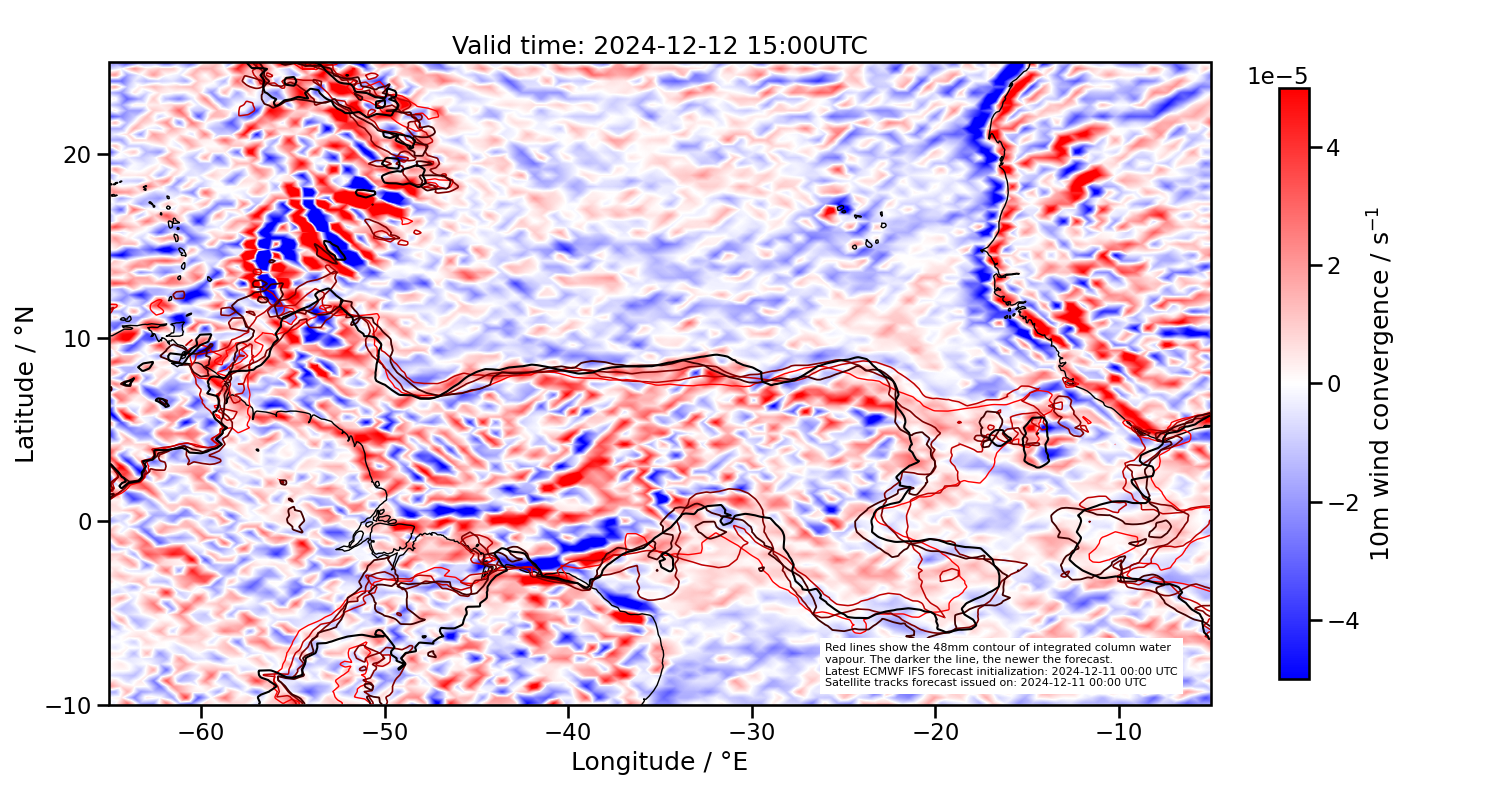 Valid time: 2024-12-12 15:00UTC
1e−5
20
10
0
−10
Latitude / °N
−60
−50
−40
−30
−20
−10
Longitude / °E
4
2
0
−2
−4
10m wind convergence / s⁻¹
Red lines show the 48mm contour of integrated column water
vapour. The darker the line, the newer the forecast.
Latest ECMWF IFS forecast initialization: 2024-12-11 00:00 UTC
Satellite tracks forecast issued on: 2024-12-11 00:00 UTC